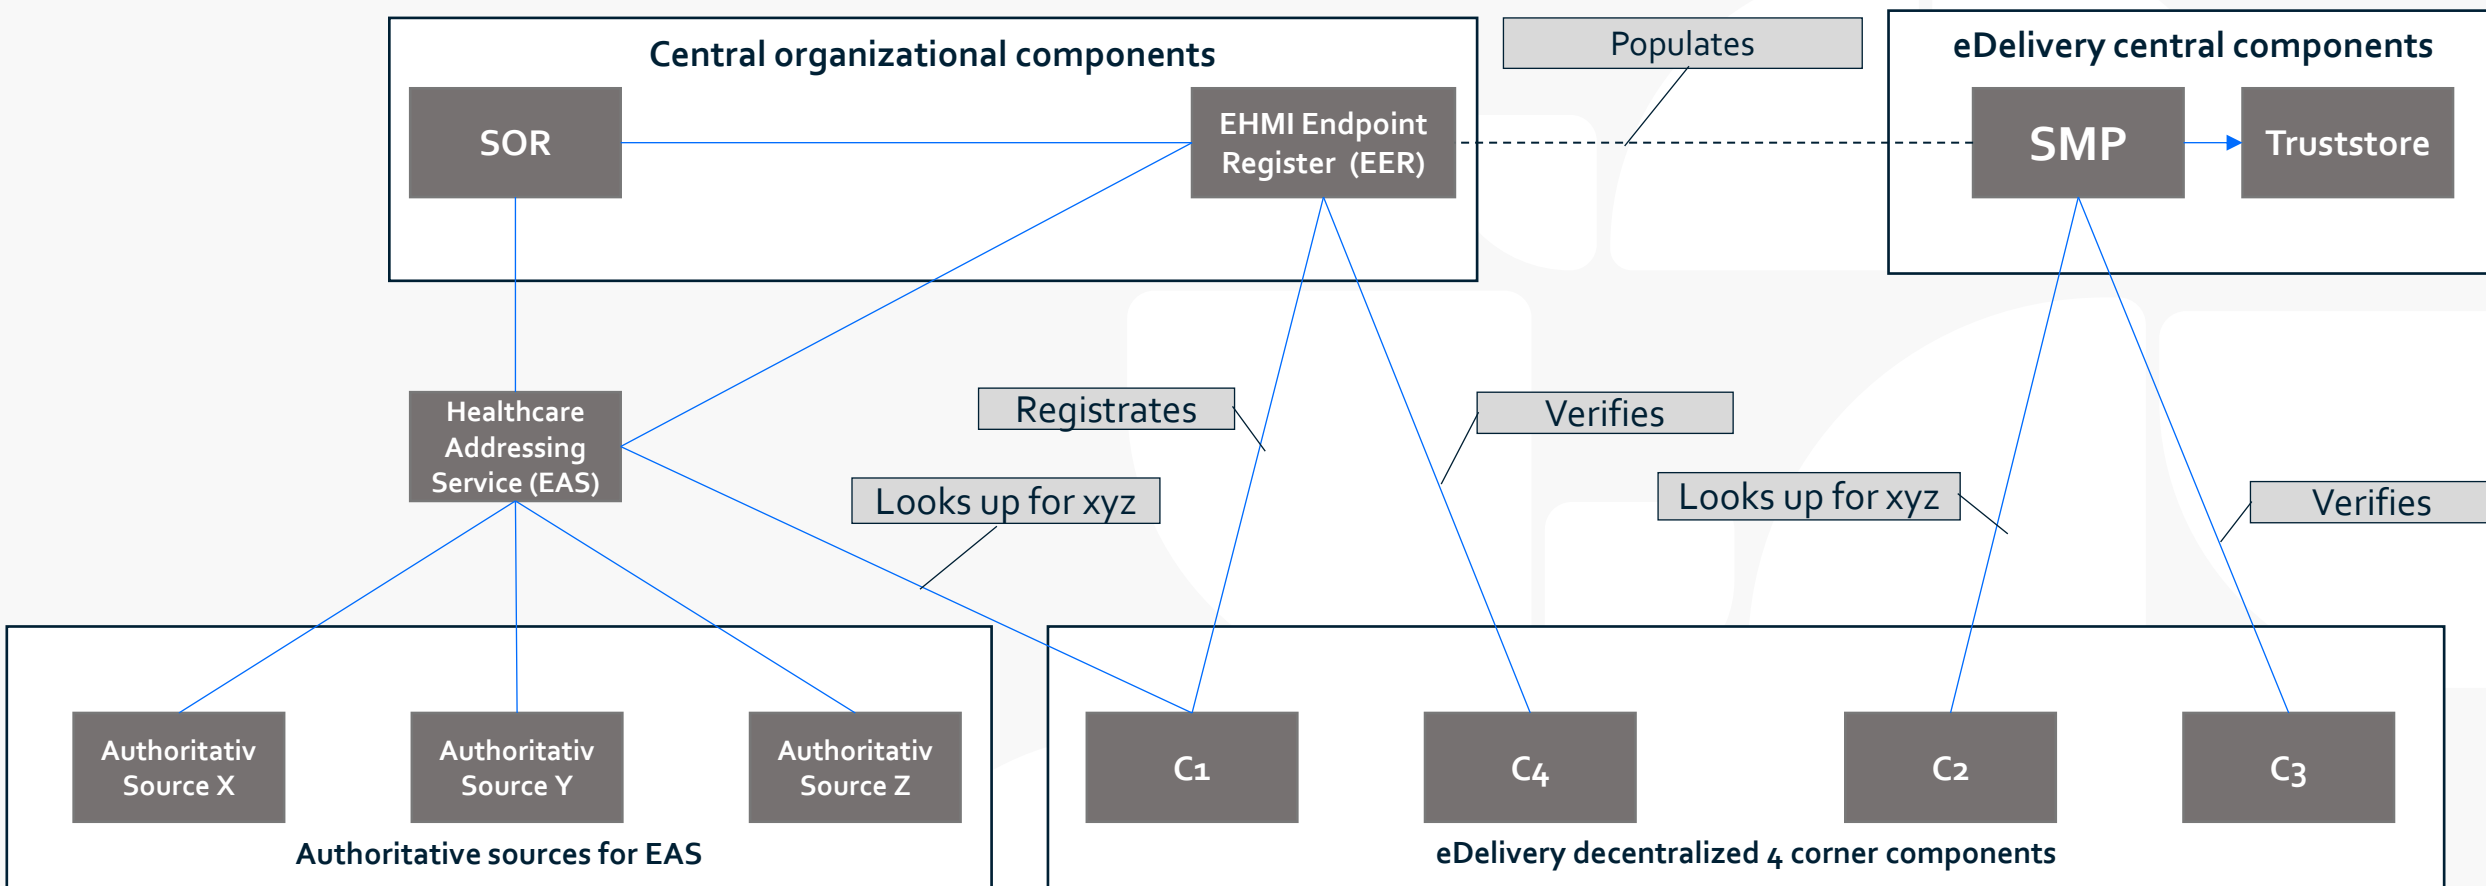 Central organizational components
Populates
eDelivery central components
SOR
EHMI Endpoint
Register (EER)
SMP
Truststore
Healthcare
Addressing
Service (EAS)
Registrates
Verifies
Looks up for xyz
Looks up for xyz
Verifies
Authoritativ
Source X
Authoritativ
Source Y
Authoritativ
Source Z
C1
C4
C2
C3
Authoritative sources for EAS
eDelivery decentralized 4 corner components